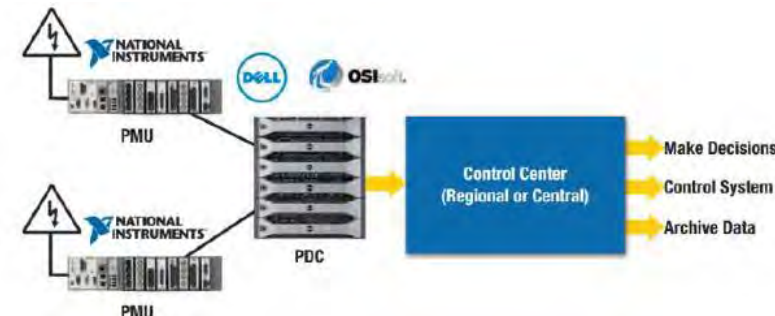 NATIONAL
INSTRUMENTS
PMU
DELL
OSIsoft.
Control Center
(Regional or Central)
Make Decisions
Control System
Archive Data
PDC
NATIONAL
INSTRUMENTS
PMU